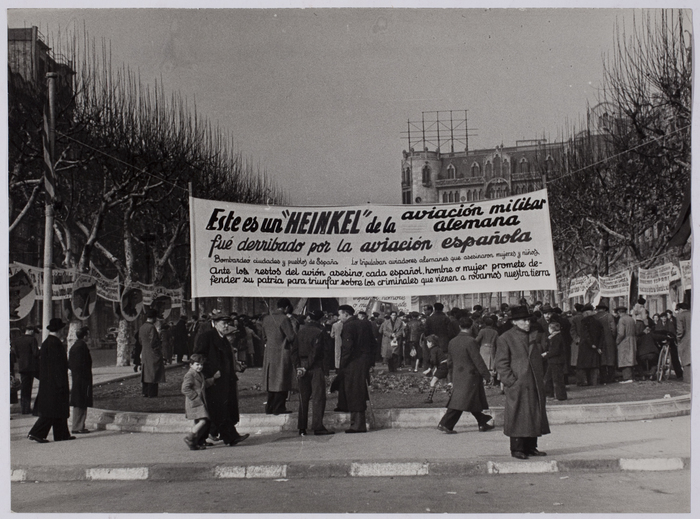 Este es un "HEINKEL" de la aviación militar alemana
fué derribado por la aviación española
Bombardeó ciudades y pueblos de España Lo tripulaban aviadores alemanes que asesinaron mujeres y niños
Ante los restos del avión asesino, cada español, hombre o mujer promete de-
fender su patria para triunfar sobre los criminales que vienen a robarnos nuestra tierra